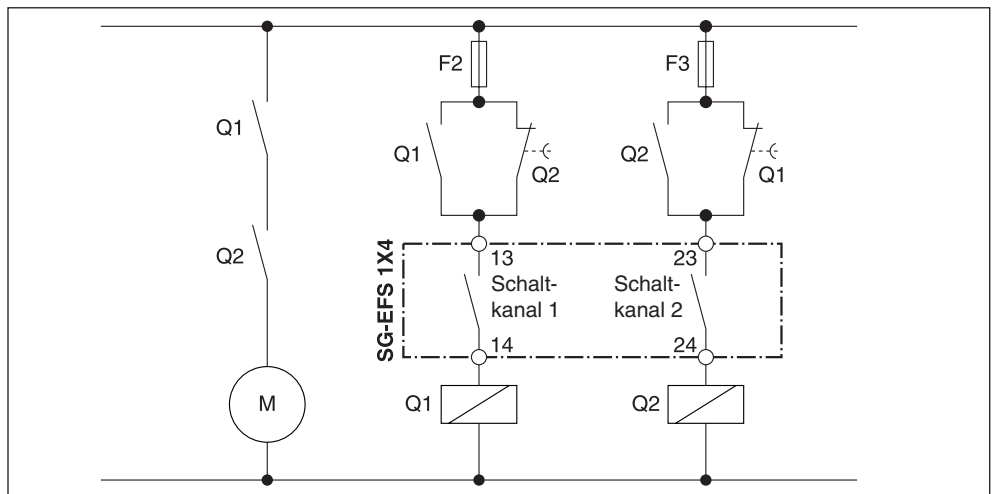 F2
F3
Q1
Q1
Q2
Q2
Q1
Q2
SG-EFS 1X4
13
23
Schalt-
kanal 1
Schalt-
kanal 2
14
24
M
Q1
Q2